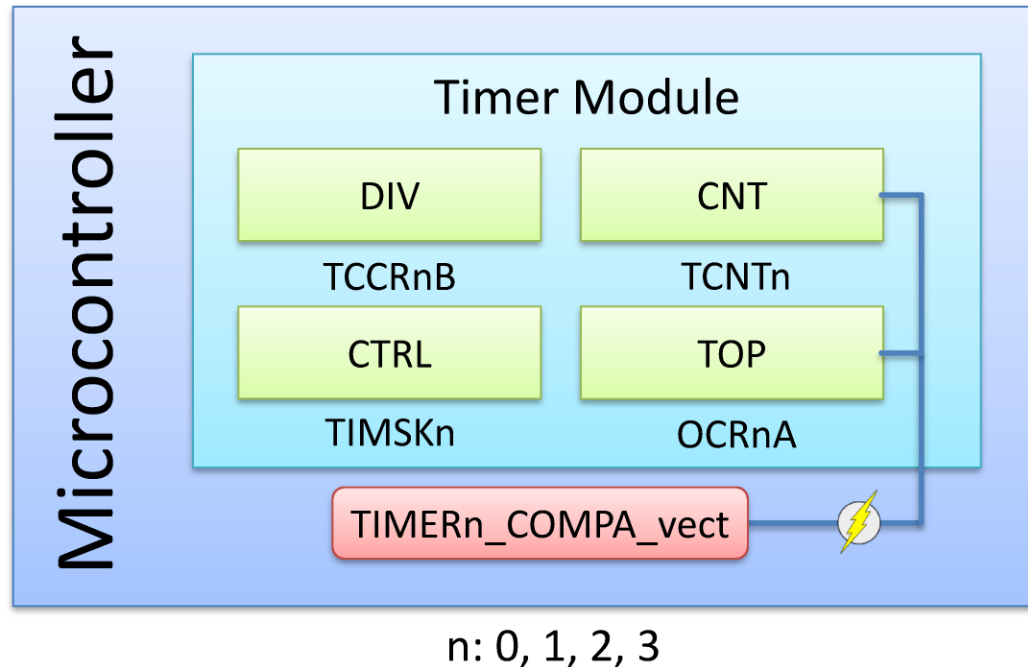 Microcontroller
Timer Module
DIV
CNT
TCCRnB
TCNTn
CTRL
TOP
TIMSKn
OCRnA
TIMERn_COMPA_vect
n: 0, 1, 2, 3